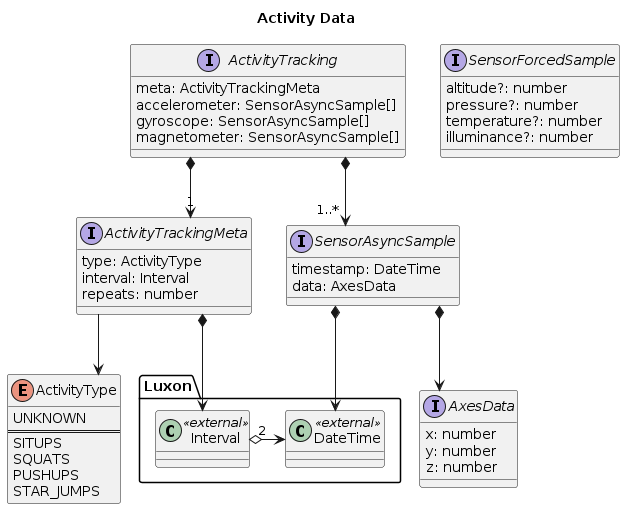 Activity Data
I ActivityTracking
meta: ActivityTrackingMeta
accelerometer: SensorAsyncSample[]
gyroscope: SensorAsyncSample[]
magnetometer: SensorAsyncSample[]
I SensorForcedSample
altitude?: number
pressure?: number
temperature?: number
illuminance?: number
1
1..*
I ActivityTrackingMeta
type: ActivityType
interval: Interval
repeats: number
I SensorAsyncSample
timestamp: DateTime
data: AxesData
E ActivityType
UNKNOWN
SITUPS
SQUATS
PUSHUPS
STAR_JUMPS
Luxon
C «external»
Interval
2
C «external»
DateTime
I AxesData
x: number
y: number
z: number